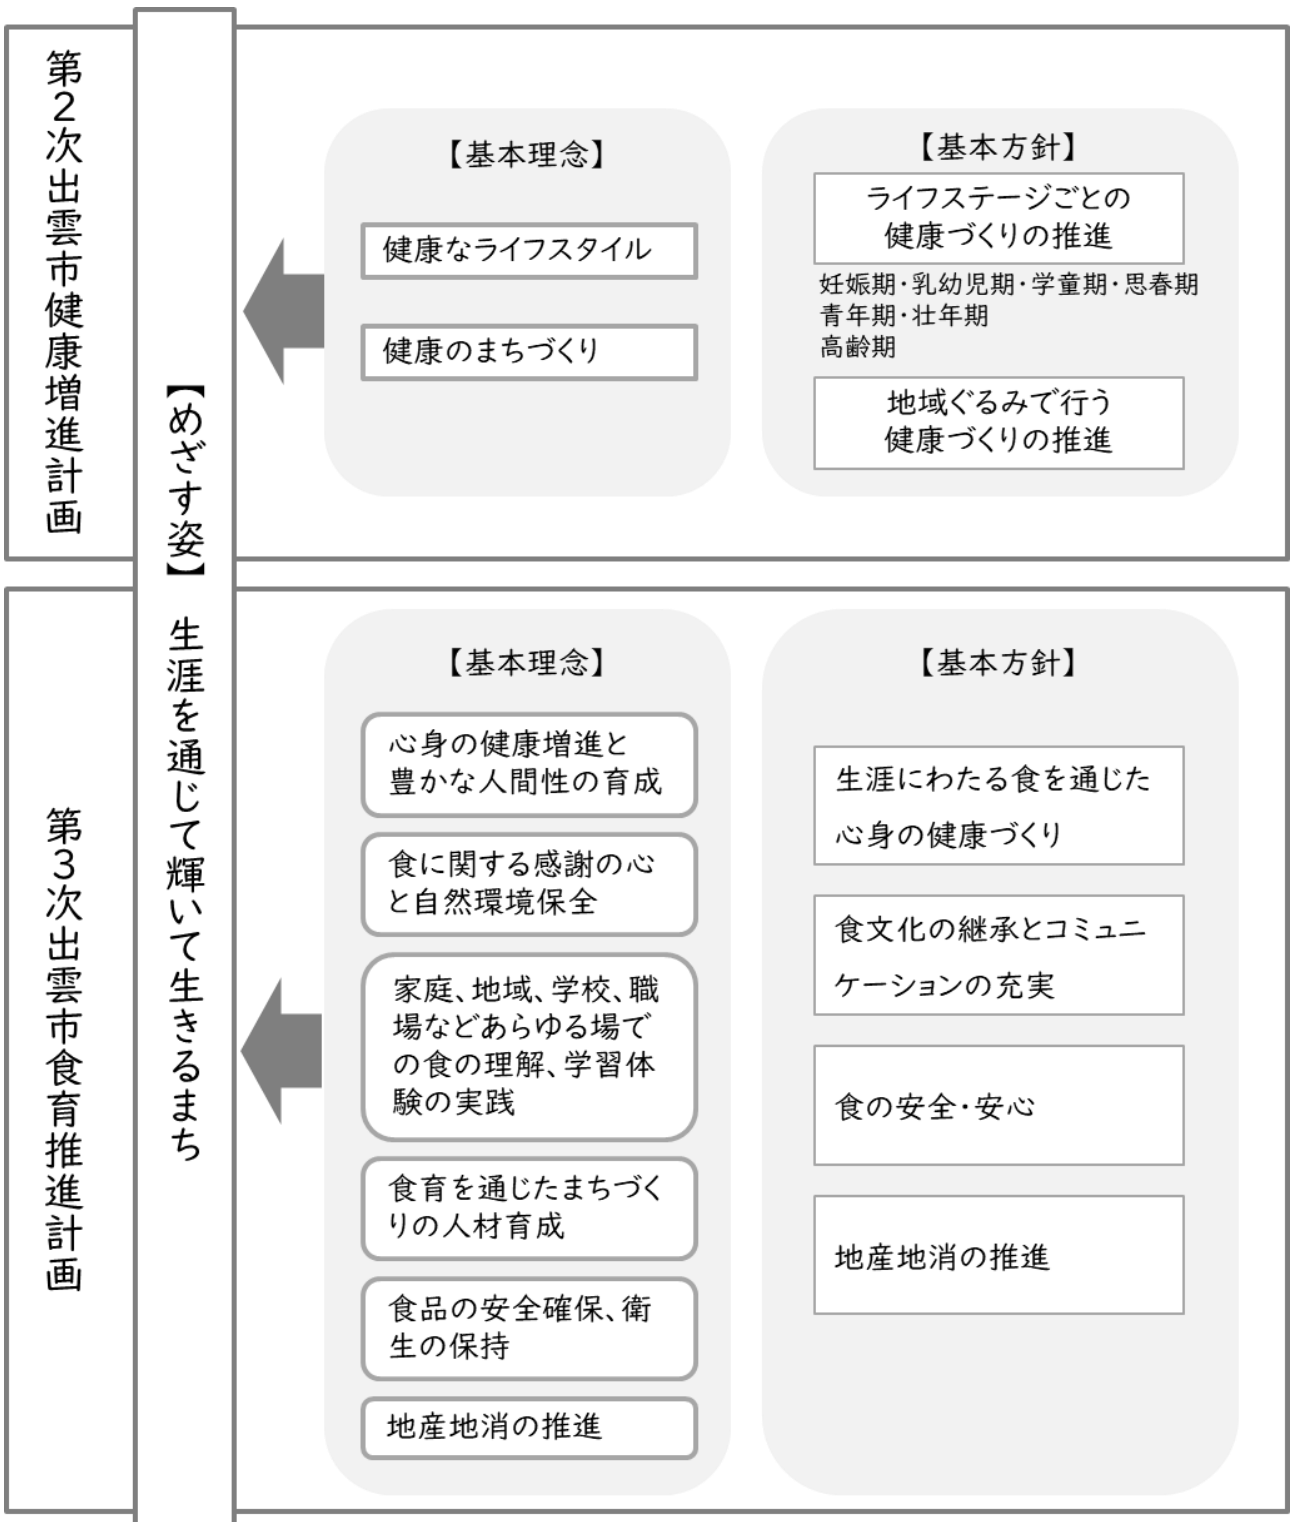 第２次出雲市健康増進計画
【めざす姿】 生涯を通じて輝いて生きるまち
【基本理念】
健康なライフスタイル
健康のまちづくり
【基本方針】
ライフステージごとの
健康づくりの推進
妊娠期・乳幼児期・学童期・思春期
青年期・壮年期
高齢期
地域ぐるみで行う
健康づくりの推進
第３次出雲市食育推進計画
【基本理念】
心身の健康増進と
豊かな人間性の育成
食に関する感謝の心
と自然環境保全
家庭、地域、学校、職
場などあらゆる場で
の食の理解、学習体
験の実践
食育を通じたまちづく
りの人材育成
食品の安全確保、衛
生の保持
地産地消の推進
【基本方針】
生涯にわたる食を通じた
心身の健康づくり
食文化の継承とコミュニ
ケーションの充実
食の安全・安心
地産地消の推進